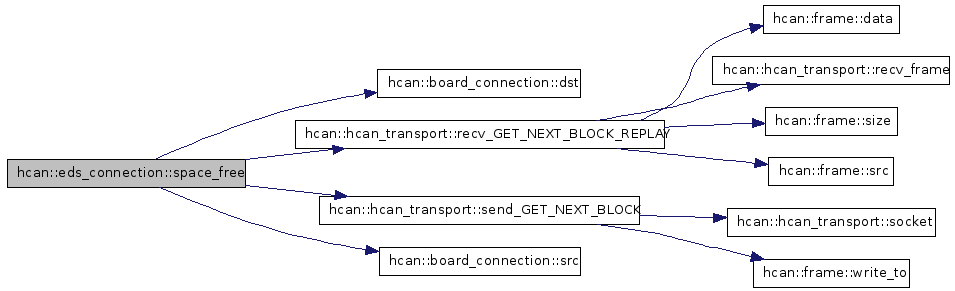 hcan::frame::data
hcan::hcan_transport::recv_frame
hcan::board_connection::dst
hcan::frame::size
hcan::hcan_transport::recv_GET_NEXT_BLOCK_REPLAY
hcan::frame::src
hcan::eds_connection::space_free
hcan::hcan_transport::send_GET_NEXT_BLOCK
hcan::hcan_transport::socket
hcan::board_connection::src
hcan::frame::write_to